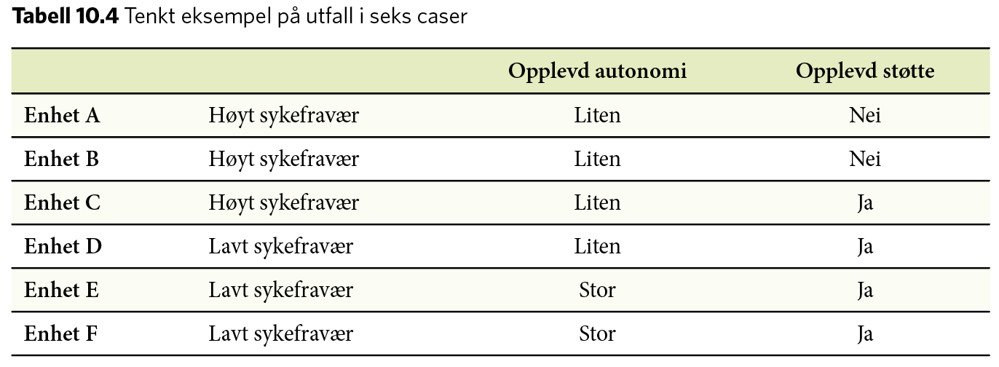 Tabell 10.4 Tenkt eksempel på utfall i seks caser
Opplevd autonomi Opplevd støtte
Enhet A Høyt sykefravær Liten Nei
Enhet B Høyt sykefravær Liten Nei
Enhet C Høyt sykefravær Liten Ja
Enhet D Lavt sykefravær Liten Ja
Enhet E Lavt sykefravær Stor Ja
Enhet F Lavt sykefravær Stor Ja